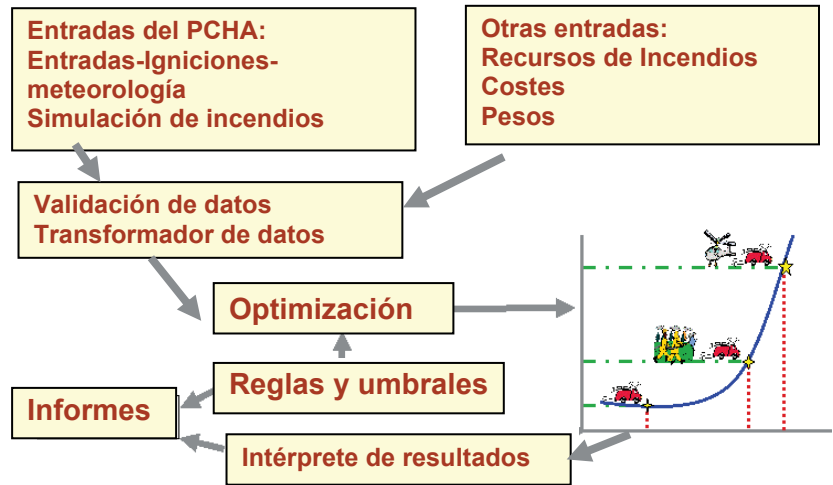 Entradas del PCHA:
Entradas-Igniciones-
meteorología
Simulación de incendios
Otras entradas:
Recursos de Incendios
Costes
Pesos
Validación de datos
Transformador de datos
Optimización
Reglas y umbrales
Informes
Intérprete de resultados